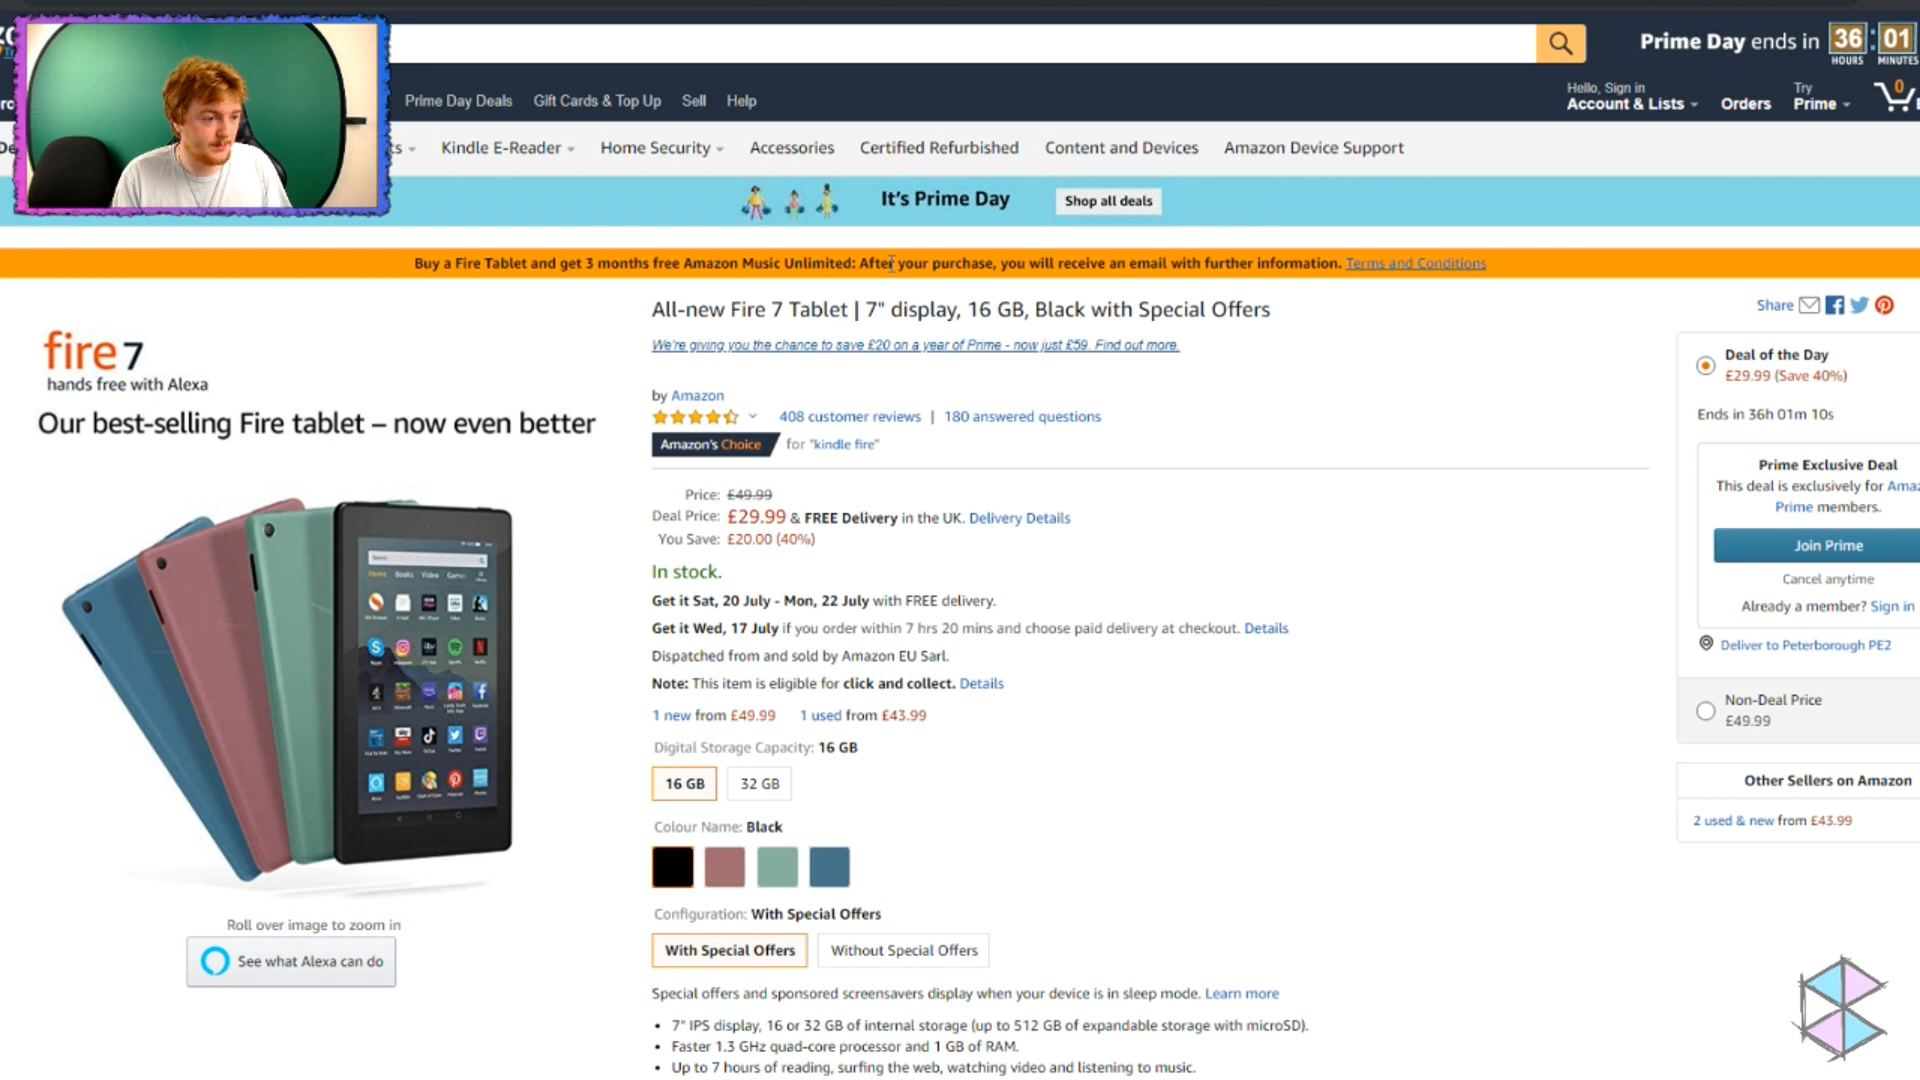 Prime Day ends in 36 : 01
HOURS MINUTES
Prime Day Deals Gift Cards & Top Up Sell Help
Hello, Sign in
Account & Lists
Orders
Try
Prime
0
Kindle E-Reader Home Security Accessories Certified Refurbished Content and Devices Amazon Device Support
It's Prime Day Shop all deals
Buy a Fire Tablet and get 3 months free Amazon Music Unlimited: After your purchase, you will receive an email with further information. Terms and Conditions
fire 7
hands free with Alexa
Our best-selling Fire tablet – now even better
Roll over image to zoom in
See what Alexa can do
All-new Fire 7 Tablet | 7" display, 16 GB, Black with Special Offers
We're giving you the chance to save £20 on a year of Prime - now just £59. Find out more.
by Amazon
408 customer reviews | 180 answered questions
Amazon's Choice for "kindle fire"
Price: £49.99
Deal Price: £29.99 & FREE Delivery in the UK. Delivery Details
You Save: £20.00 (40%)
In stock.
Get it Sat, 20 July - Mon, 22 July with FREE delivery.
Get it Wed, 17 July if you order within 7 hrs 20 mins and choose paid delivery at checkout. Details
Dispatched from and sold by Amazon EU Sarl.
Note: This item is eligible for click and collect. Details
1 new from £49.99 1 used from £43.99
Digital Storage Capacity: 16 GB
16 GB 32 GB
Colour Name: Black
Configuration: With Special Offers
With Special Offers Without Special Offers
Special offers and sponsored screensavers display when your device is in sleep mode. Learn more
• 7" IPS display, 16 or 32 GB of internal storage (up to 512 GB of expandable storage with microSD).
• Faster 1.3 GHz quad-core processor and 1 GB of RAM.
• Up to 7 hours of reading, surfing the web, watching video and listening to music.
Share
Deal of the Day
£29.99 (Save 40%)
Ends in 36h 01m 10s
Prime Exclusive Deal
This deal is exclusively for Amaz
Prime members.
Join Prime
Cancel anytime
Already a member? Sign in
Deliver to Peterborough PE2
Non-Deal Price
£49.99
Other Sellers on Amazon
2 used & new from £43.99